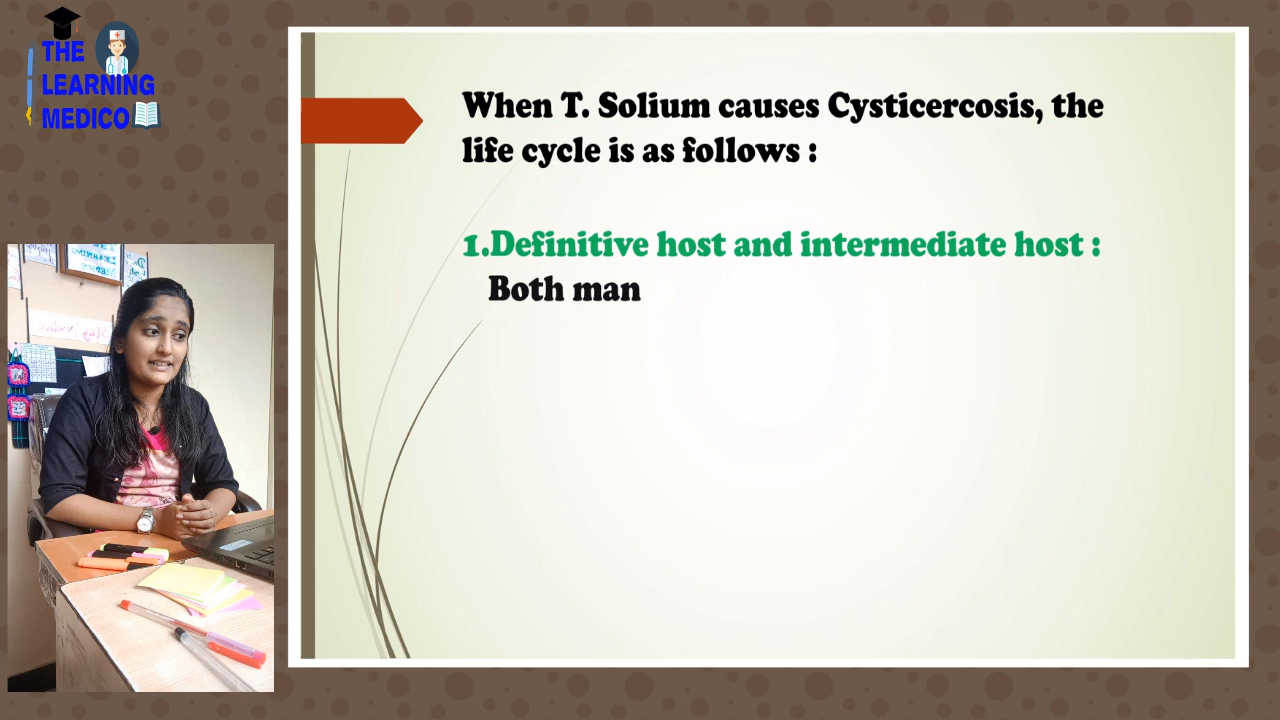 THE
LEARNING
MEDICO
When T. Solium causes Cysticercosis, the
life cycle is as follows :
1.Definitive host and intermediate host :
Both man